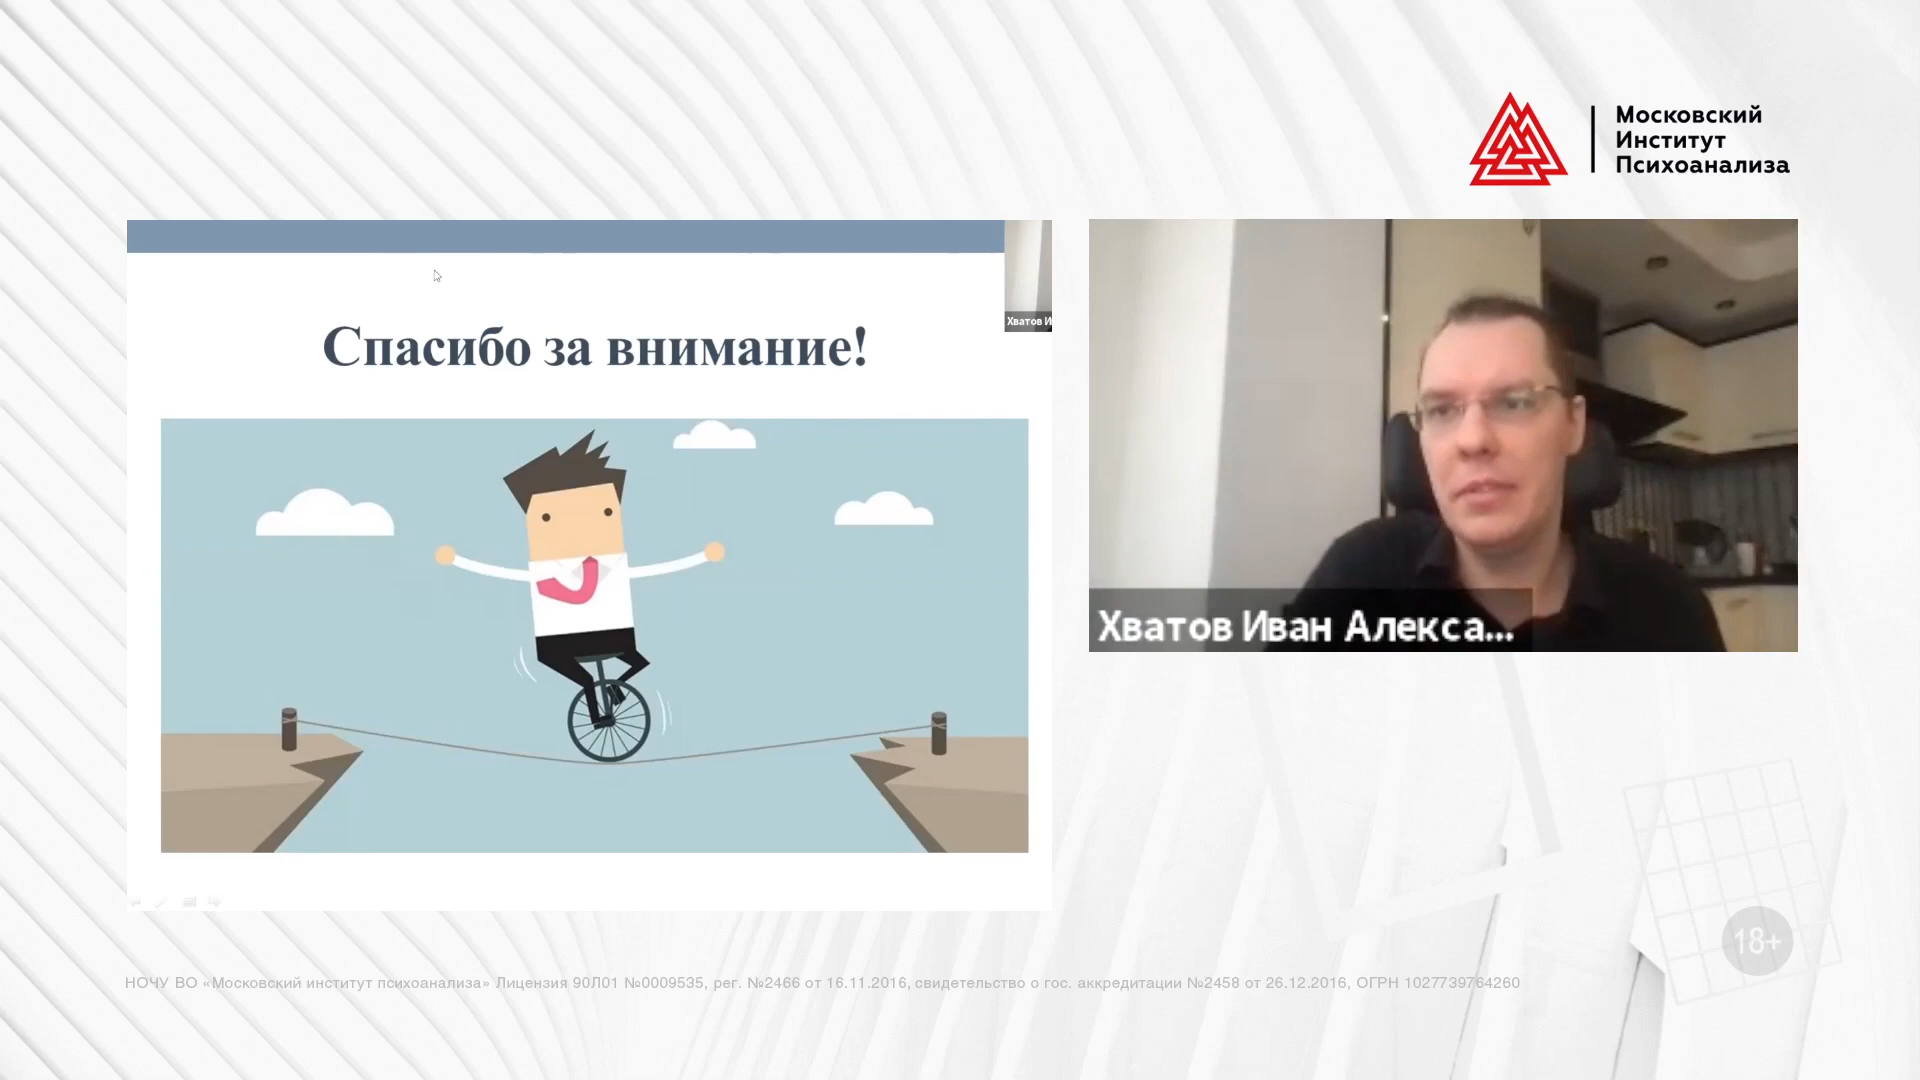 Московский
Институт
Психоанализа
Хватов И
Спасибо за внимание!
Хватов Иван Алекса...
18+
НОЧУ ВО «Московский институт психоанализа» Лицензия 90Л01 №0009535, рег. №2466 от 16.11.2016, свидетельство о гос. аккредитации №2458 от 26.12.2016, ОГРН 1027739764260